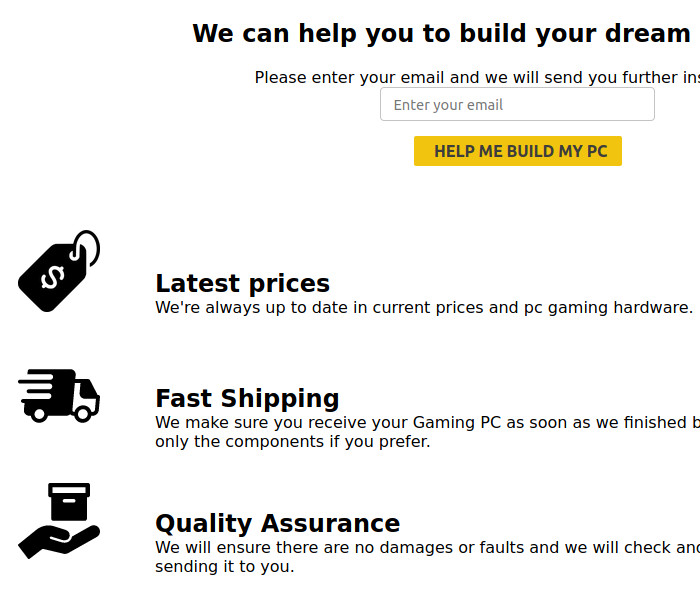 We can help you to build your dream
Please enter your email and we will send you further
Enter your email
HELP ME BUILD MY PC
$
Latest prices
We're always up to date in current prices and pc gaming hardware.
Fast Shipping
We make sure you receive your Gaming PC as soon as we finished
only the components if you prefer.
Quality Assurance
We will ensure there are no damages or faults and we will check
sending it to you.